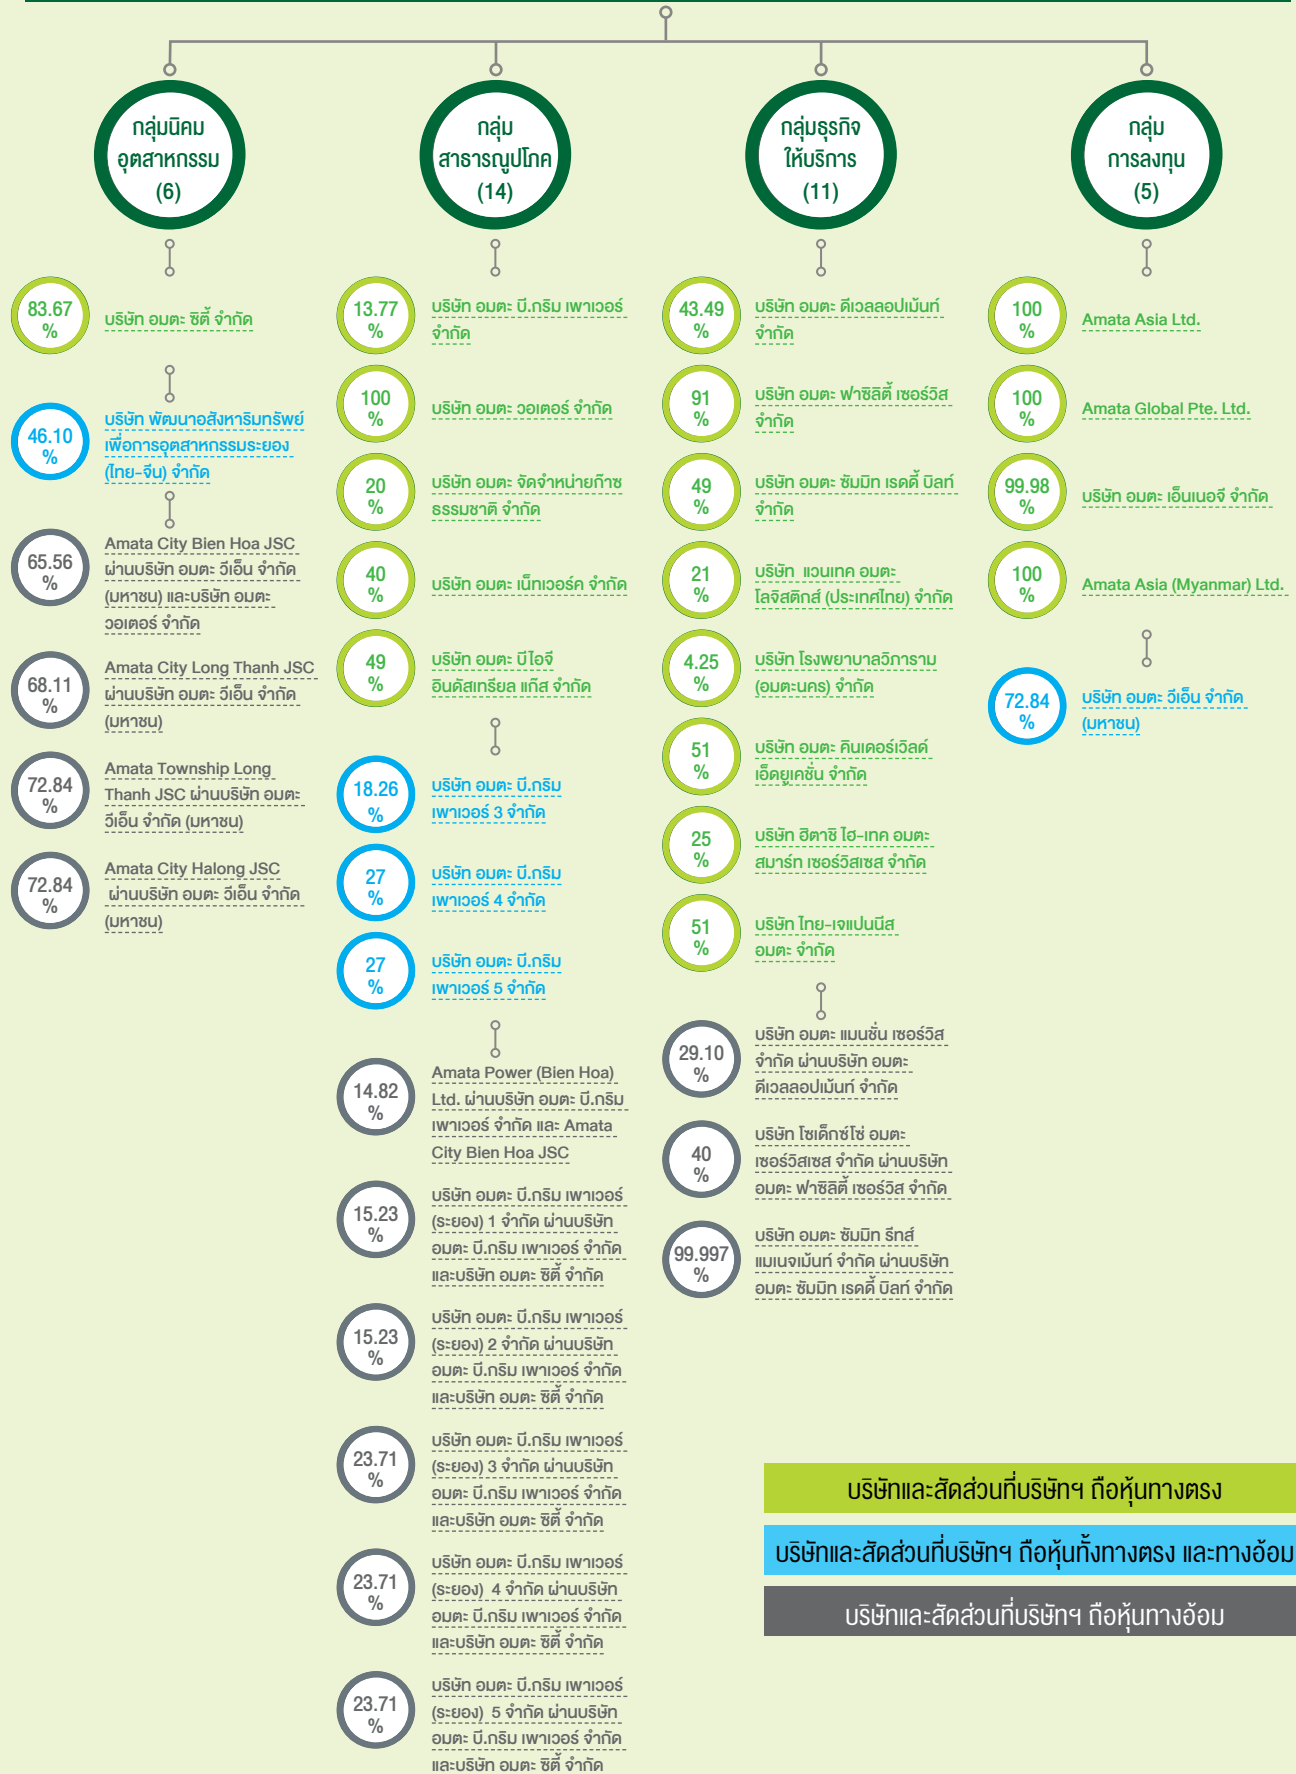 กลุ่มนิคม
อุตสาหกรรม
(6)
83.67
%
บริษัท อมตะ ซิตี้ จำกัด
46.10
%
บริษัท พัฒนาอสังหาริมทรัพย์
เพื่อการอุตสาหกรรมระยอง
(ไทย-จีน) จำกัด
65.56
%
Amata City Bien Hoa JSC
ผ่านบริษัท อมตะ วีเอ็น จำกัด
(มหาชน) และบริษัท อมตะ
วอเตอร์ จำกัด
68.11
%
Amata City Long Thanh JSC
ผ่านบริษัท อมตะ วีเอ็น จำกัด
(มหาชน)
72.84
%
Amata Township Long
Thanh JSC ผ่านบริษัท อมตะ
วีเอ็น จำกัด (มหาชน)
72.84
%
Amata City Halong JSC
ผ่านบริษัท อมตะ วีเอ็น จำกัด
(มหาชน)
กลุ่ม
สาธารณูปโภค
(14)
13.77
%
บริษัท อมตะ บี.กริม เพาเวอร์
จำกัด
100
%
บริษัท อมตะ วอเตอร์ จำกัด
20
%
บริษัท อมตะ จัดจำหน่ายก๊าซ
ธรรมชาติ จำกัด
40
%
บริษัท อมตะ เน็ทเวอร์ค จำกัด
49
%
บริษัท อมตะ บีไอจี
อินดัสเทรียล แก๊ส จำกัด
18.26
%
บริษัท อมตะ บี.กริม
เพาเวอร์ 3 จำกัด
27
%
บริษัท อมตะ บี.กริม
เพาเวอร์ 4 จำกัด
27
%
บริษัท อมตะ บี.กริม
เพาเวอร์ 5 จำกัด
14.82
%
Amata Power (Bien Hoa)
Ltd. ผ่านบริษัท อมตะ บี.กริม
เพาเวอร์ จำกัด และ Amata
City Bien Hoa JSC
15.23
%
บริษัท อมตะ บี.กริม เพาเวอร์
(ระยอง) 1 จำกัด ผ่านบริษัท
อมตะ บี.กริม เพาเวอร์ จำกัด
และบริษัท อมตะ ซิตี้ จำกัด
15.23
%
บริษัท อมตะ บี.กริม เพาเวอร์
(ระยอง) 2 จำกัด ผ่านบริษัท
อมตะ บี.กริม เพาเวอร์ จำกัด
และบริษัท อมตะ ซิตี้ จำกัด
23.71
%
บริษัท อมตะ บี.กริม เพาเวอร์
(ระยอง) 3 จำกัด ผ่านบริษัท
อมตะ บี.กริม เพาเวอร์ จำกัด
และบริษัท อมตะ ซิตี้ จำกัด
23.71
%
บริษัท อมตะ บี.กริม เพาเวอร์
(ระยอง) 4 จำกัด ผ่านบริษัท
อมตะ บี.กริม เพาเวอร์ จำกัด
และบริษัท อมตะ ซิตี้ จำกัด
23.71
%
บริษัท อมตะ บี.กริม เพาเวอร์
(ระยอง) 5 จำกัด ผ่านบริษัท
อมตะ บี.กริม เพาเวอร์ จำกัด
และบริษัท อมตะ ซิตี้ จำกัด
กลุ่มธุรกิจ
ให้บริการ
(11)
43.49
%
บริษัท อมตะ ดีเวลลอปเม้นท์
จำกัด
91
%
บริษัท อมตะ ฟาซิลิตี้ เซอร์วิส
จำกัด
49
%
บริษัท อมตะ ซัมมิท เรดดี้ บิลท์
จำกัด
21
%
บริษัท แวนเทค อมตะ
โลจิสติกส์ (ประเทศไทย) จำกัด
4.25
%
บริษัท โรงพยาบาลวิภาราม
(อมตะนคร) จำกัด
51
%
บริษัท อมตะ คินเดอร์เวิลด์
เอ็ดยูเคชั่น จำกัด
25
%
บริษัท ฮิตาชิ ไฮ-เทค อมตะ
สมาร์ท เซอร์วิสเซส จำกัด
51
%
บริษัท ไทย-เจแปนนีส
อมตะ จำกัด
29.10
%
บริษัท อมตะ แมนชั่น เซอร์วิส
จำกัด ผ่านบริษัท อมตะ
ดีเวลลอปเม้นท์ จำกัด
40
%
บริษัท โซเด็กซ์โซ่ อมตะ
เซอร์วิสเซส จำกัด ผ่านบริษัท
อมตะ ฟาซิลิตี้ เซอร์วิส จำกัด
99.997
%
บริษัท อมตะ ซัมมิท รีทส์
แมเนจเม้นท์ จำกัด ผ่านบริษัท
อมตะ ซัมมิท เรดดี้ บิลท์ จำกัด
กลุ่ม
การลงทุน
(5)
100
%
Amata Asia Ltd.
100
%
Amata Global Pte. Ltd.
99.98
%
บริษัท อมตะ เอ็นเนอจี จำกัด
100
%
Amata Asia (Myanmar) Ltd.
72.84
%
บริษัท อมตะ วีเอ็น จำกัด
(มหาชน)
บริษัทและสัดส่วนที่บริษัทฯ ถือหุ้นทางตรง
บริษัทและสัดส่วนที่บริษัทฯ ถือหุ้นทั้งทางตรง และทางอ้อม
บริษัทและสัดส่วนที่บริษัทฯ ถือหุ้นทางอ้อม